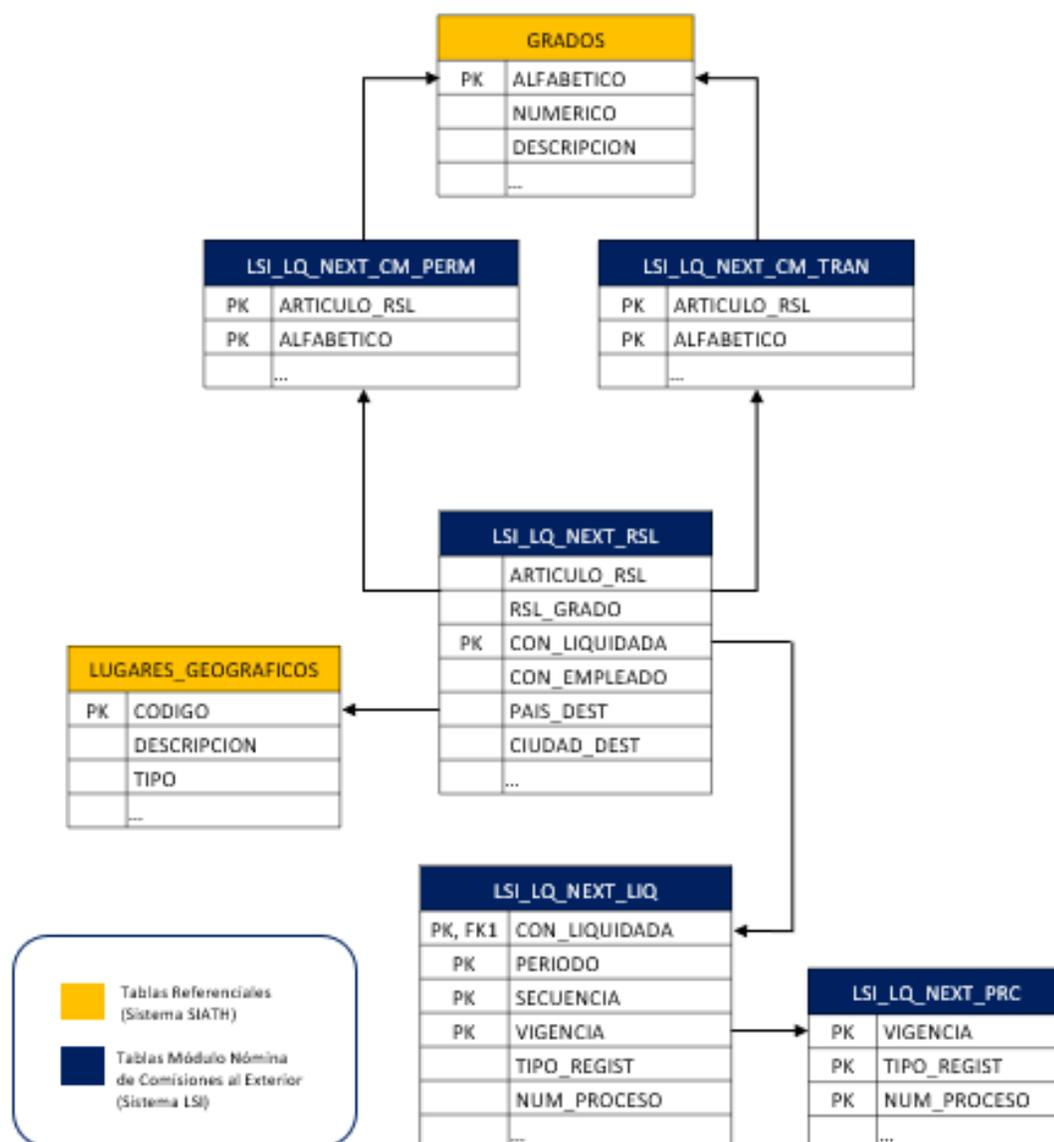 GRADOS
PK ALFABETICO
NUMERICO
DESCRIPCION
...
LSI_LQ_NEXT_CM_PERM
PK ARTICULO_RSL
PK ALFABETICO
...
LSI_LQ_NEXT_CM_TRAN
PK ARTICULO_RSL
PK ALFABETICO
...
LSI_LQ_NEXT_RSL
ARTICULO_RSL
RSL_GRADO
PK CON_LIQUIDADA
CON_EMPLEADO
PAIS_DEST
CIUDAD_DEST
...
LUGARES_GEOGRAFICOS
PK CODIGO
DESCRIPCION
TIPO
...
LSI_LQ_NEXT_LIQ
PK, FK1 CON_LIQUIDADA
PK PERIODO
PK SECUENCIA
PK VIGENCIA
TIPO_REGIST
NUM_PROCESO
...
LSI_LQ_NEXT_PRC
PK VIGENCIA
PK TIPO_REGIST
PK NUM_PROCESO
...
Tablas Referenciales
(Sistema SIATH)
Tablas Módulo Nómina
de Comisiones al Exterior
(Sistema LSI)